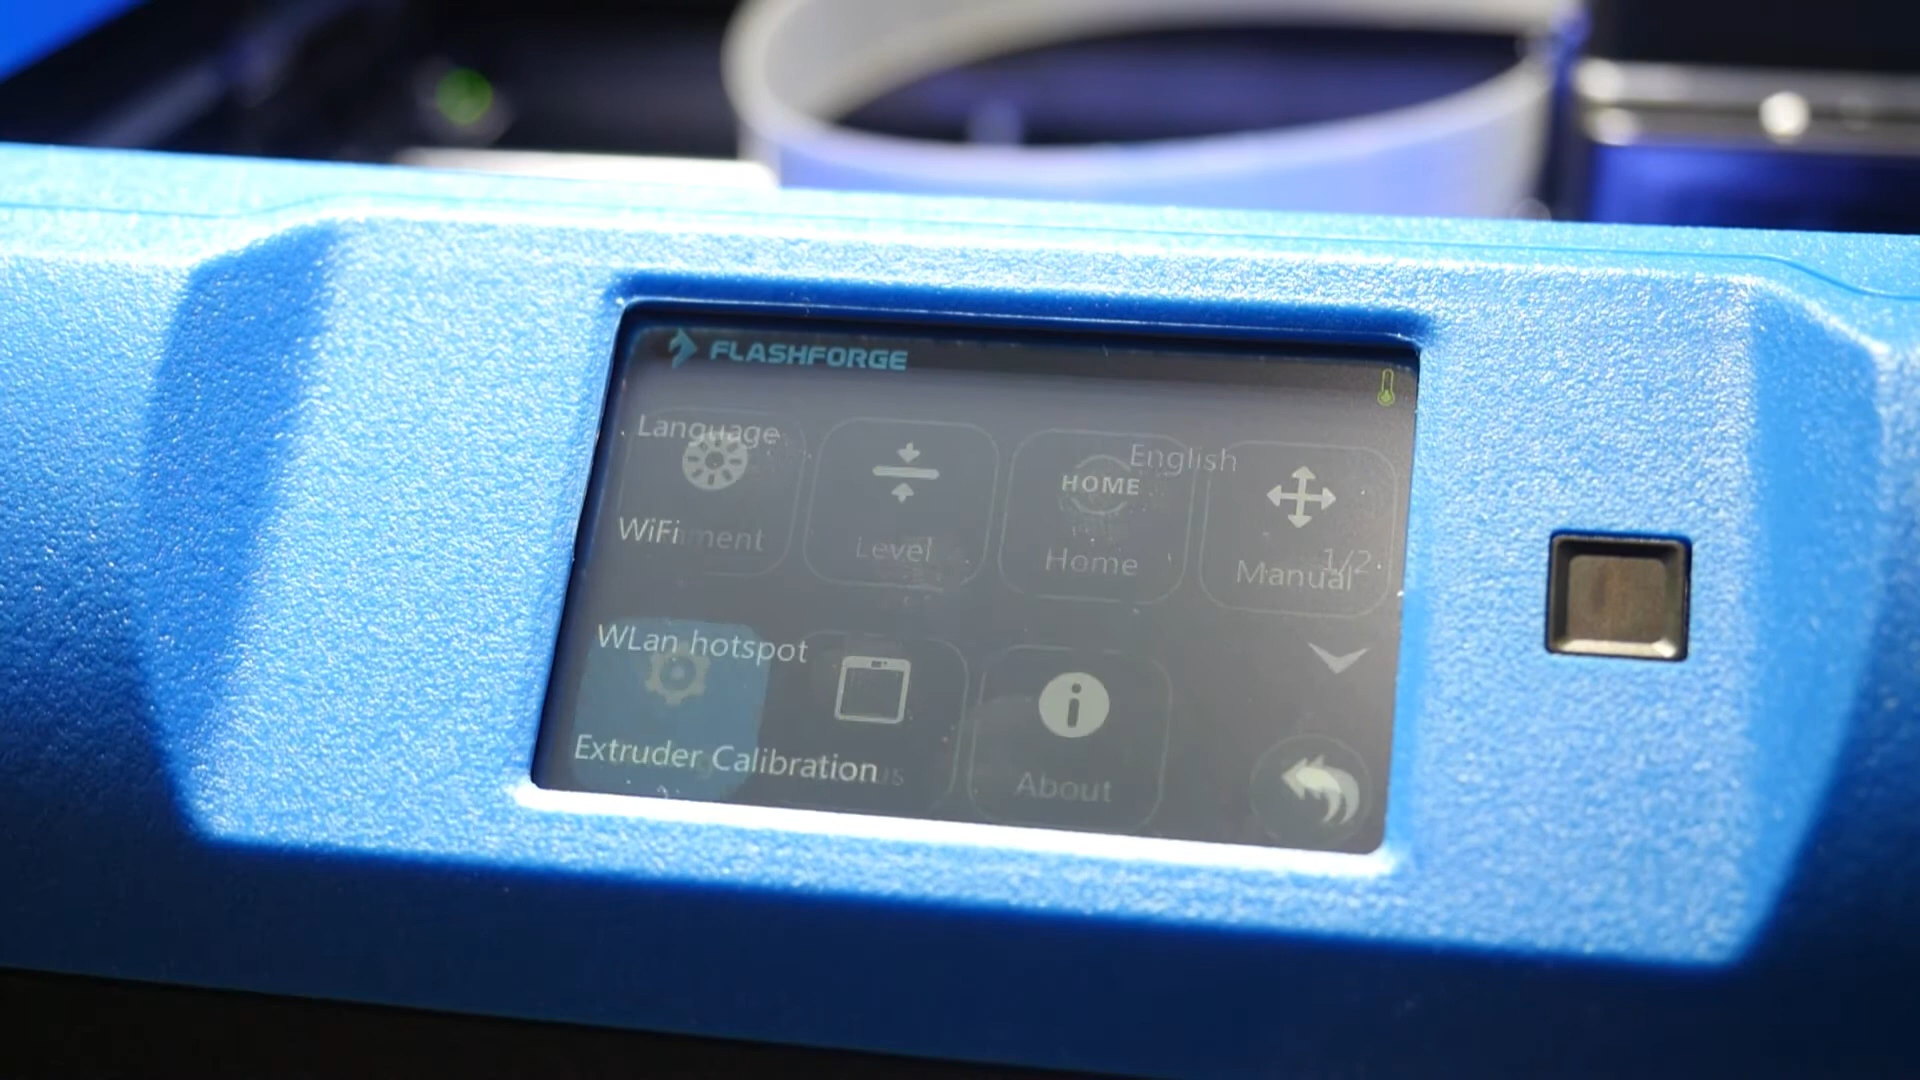 FLASHFORGE
Language
English
HOME
WiFi
Level
Home
Manual
1/2
WLan hotspot
Extruder Calibration
About